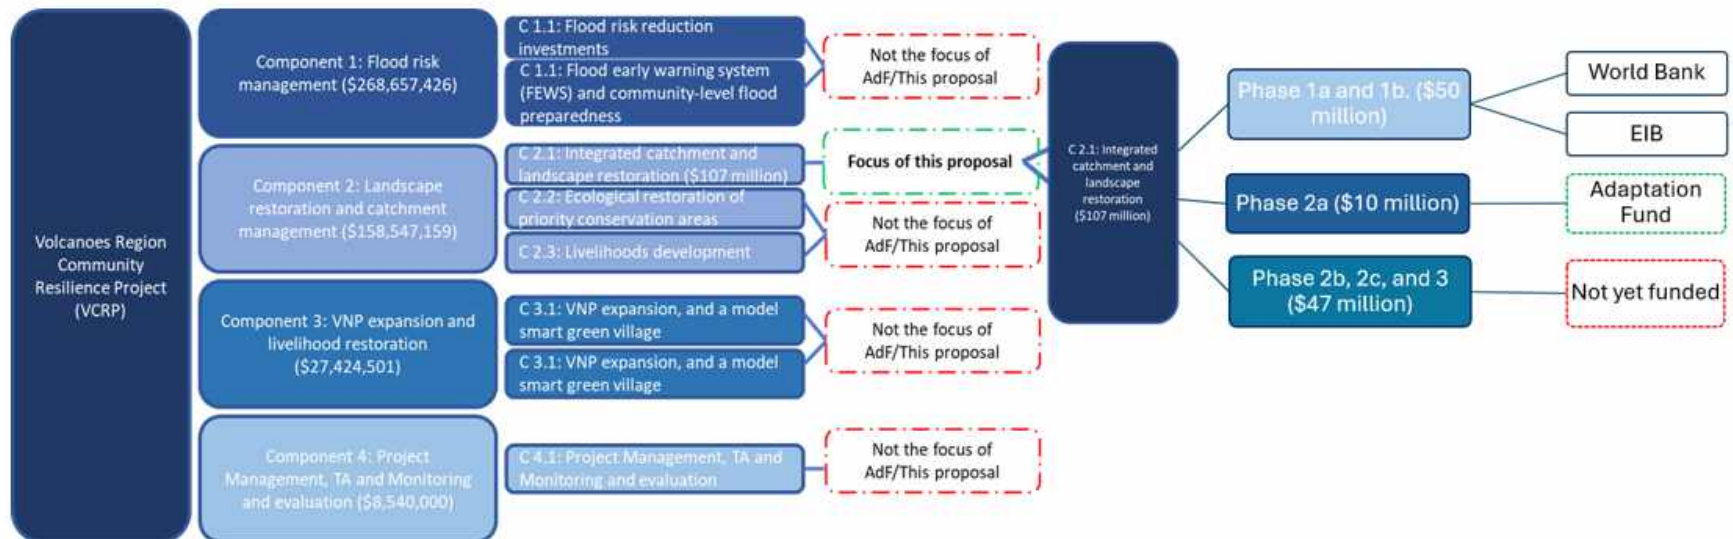 Volcanoes Region
Community
Resilience Project
(VCRP)
Component 1: Flood risk
management ($268,657,426)
C 1.1: Flood risk reduction
investments
C 1.1: Flood early warning system
(FEWS) and community-level flood
preparedness
Not the focus of
AdF/This proposal
Component 2: Landscape
restoration and catchment
management ($158,547,159)
C 2.1: Integrated catchment and
landscape restoration ($107 million)
C 2.2: Ecological restoration of
priority conservation areas
C 2.3: Livelihoods development
Focus of this proposal
Not the focus of
AdF/This proposal
Component 3: VNP expansion and
livelihood restoration
($27,424,501)
C 3.1: VNP expansion, and a model
smart green village
C 3.1: VNP expansion, and a model
smart green village
Not the focus of
AdF/This proposal
Component 4: Project
Management, TA and Monitoring
and evaluation ($8,540,000)
C 4.1: Project Management, TA and
Monitoring and evaluation
Not the focus of
AdF/This proposal
C 2.1: Integrated
catchment and
landscape
restoration
($107 million)
Phase 1a and 1b. ($50
million)
World Bank
EIB
Phase 2a ($10 million)
Adaptation
Fund
Phase 2b, 2c, and 3
($47 million)
Not yet funded